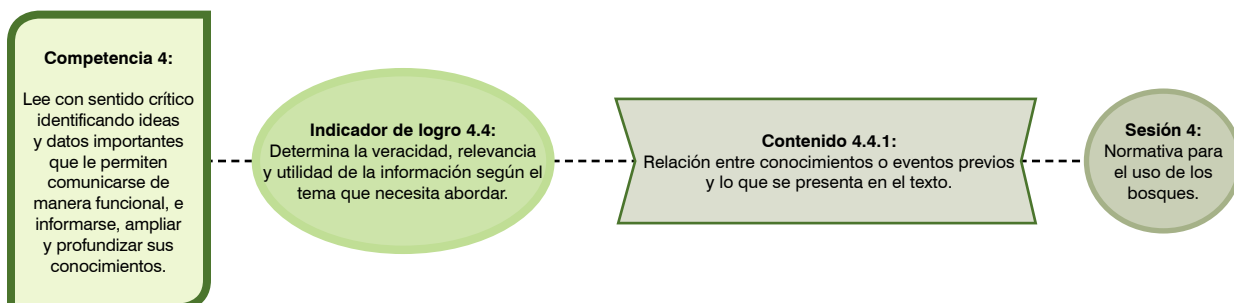 Competencia 4:
Lee con sentido crítico
identificando ideas
y datos importantes
que le permiten
comunicarse de
manera funcional, e
informarse, ampliar
y profundizar sus
conocimientos.
Indicador de logro 4.4:
Determina la veracidad, relevancia
y utilidad de la información según el
tema que necesita abordar.
Contenido 4.4.1:
Relación entre conocimientos o eventos previos
y lo que se presenta en el texto.
Sesión 4:
Normativa para
el uso de los
bosques.